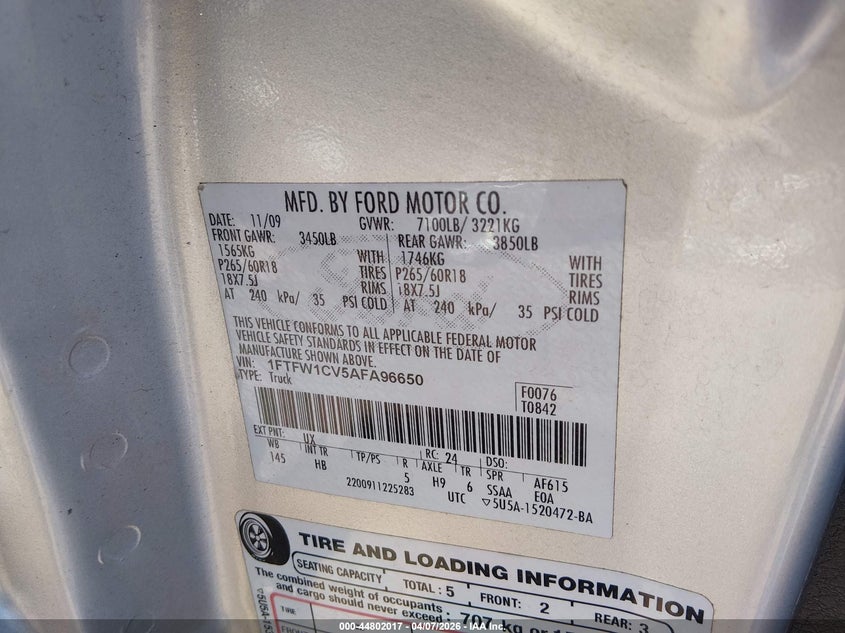 MFD. BY FORD MOTOR CO.
DATE: 11/09 GVWR: 7100LB/ 3221KG
FRONT GAWR: 3450LB REAR GAWR: 3850LB
1565KG WITH 1746KG WITH
P265/60R18 TIRES P265/60R18 TIRES
18X7.5J RIMS 18X7.5J RIMS
AT 240 kPa/ 35 PSI COLD AT 240 kPa/ 35 PSI COLD
THIS VEHICLE CONFORMS TO ALL APPLICABLE FEDERAL MOTOR
VEHICLE SAFETY STANDARDS IN EFFECT ON THE DATE OF
MANUFACTURE SHOWN ABOVE.
VIN: 1FTFW1CV5AFA96650
TYPE: Truck
F0076
T0842
EXT PNT: UX RC: 24 DSO:
WB INT TR TP/PS R AXLE TR SPR AF615
145 HB 5 H9 6 SSAA E0A
2200911225283 UTC ▽5U5A-1520472-BA
TIRE AND LOADING INFORMATION
SEATING CAPACITY TOTAL: 5 FRONT: 2 REAR: 3
The combined weight of occupants
and cargo should never exceed: 707 kg or
TIRE
000-44802017 - 04/07/2026 - IAA Inc.